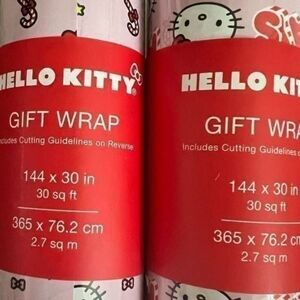 HELLO KITTY
GIFT WRAP
Includes Cutting Guidelines on Reverse
144 x 30 in
30 sq ft
365 x 76.2 cm
2.7 sq m
HELLO KITTY
GIFT WRA
Includes Cutting Guidelines
144 x 30 in
30 sq ft
365 x 76.2 cm
2.7 sq m